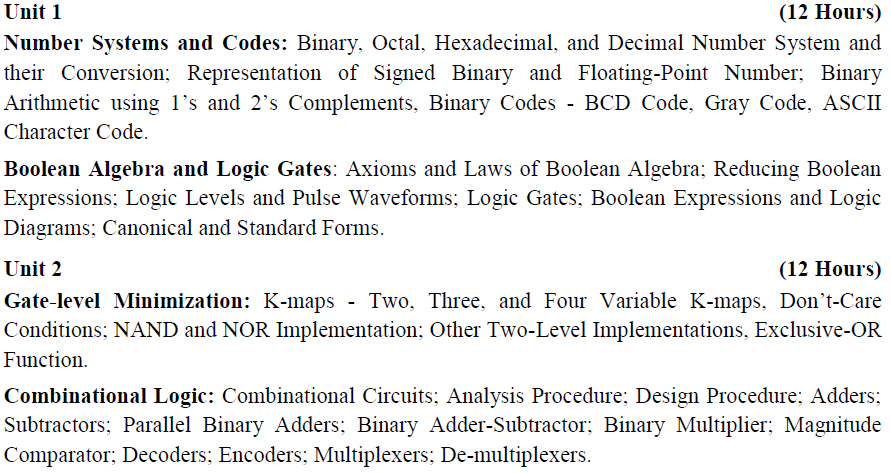 Unit 1 (12 Hours)
Number Systems and Codes: Binary, Octal, Hexadecimal, and Decimal Number System and
their Conversion; Representation of Signed Binary and Floating-Point Number; Binary
Arithmetic using 1’s and 2’s Complements, Binary Codes - BCD Code, Gray Code, ASCII
Character Code.
Boolean Algebra and Logic Gates: Axioms and Laws of Boolean Algebra; Reducing Boolean
Expressions; Logic Levels and Pulse Waveforms; Logic Gates; Boolean Expressions and Logic
Diagrams; Canonical and Standard Forms.
Unit 2 (12 Hours)
Gate-level Minimization: K-maps - Two, Three, and Four Variable K-maps, Don’t-Care
Conditions; NAND and NOR Implementation; Other Two-Level Implementations, Exclusive-OR
Function.
Combinational Logic: Combinational Circuits; Analysis Procedure; Design Procedure; Adders;
Subtractors; Parallel Binary Adders; Binary Adder-Subtractor; Binary Multiplier; Magnitude
Comparator; Decoders; Encoders; Multiplexers; De-multiplexers.